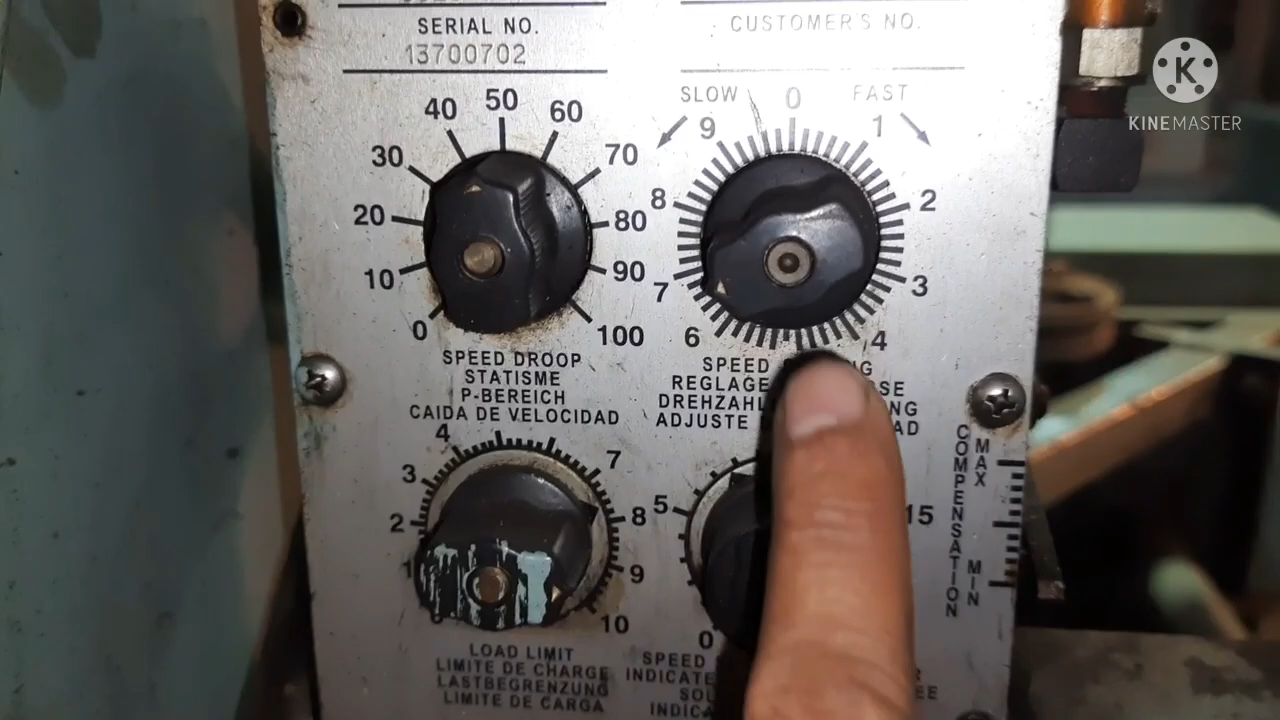 SERIAL NO.
13700702
CUSTOMER'S NO.
SLOW 0 FAST
9 1
8 2
7 3
6 4
40 50 60
30 70
20 80
10 90
0 100
SPEED DROOP
STATISME
P-BEREICH
CAIDA DE VELOCIDAD
SPEED
REGLAGE
ADJUSTE
4 7
3 8
2 9
1 10
LOAD LIMIT
LIMITE DE CHARGE
LASTBEGRENZUNG
LIMITE DE CARGA
5 15
0
SPEED
COMPENSATION
MAX
MIN
K
KINEMASTER